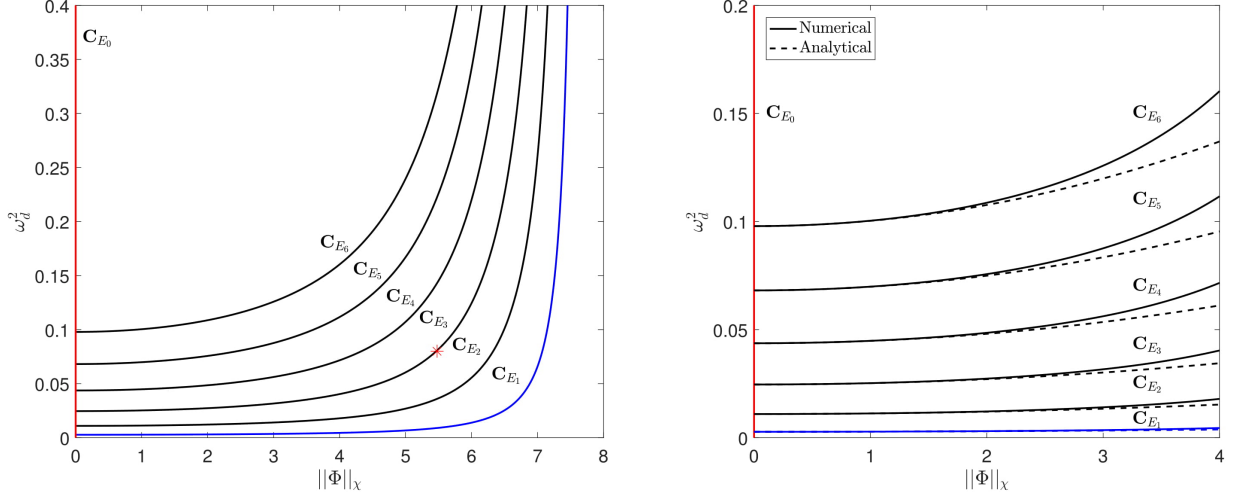 0.4
0.35
0.3
0.25
0.2
0.15
0.1
0.05
0
ω_d^2
C_{E_0}
C_{E_6}
C_{E_5}
C_{E_4}
C_{E_3}
C_{E_2}
C_{E_1}
0 1 2 3 4 5 6 7 8
||Φ||_χ
0.2
0.15
0.1
0.05
0
ω_d^2
Numerical
Analytical
C_{E_0}
C_{E_6}
C_{E_5}
C_{E_4}
C_{E_3}
C_{E_2}
C_{E_1}
0 1 2 3 4
||Φ||_χ